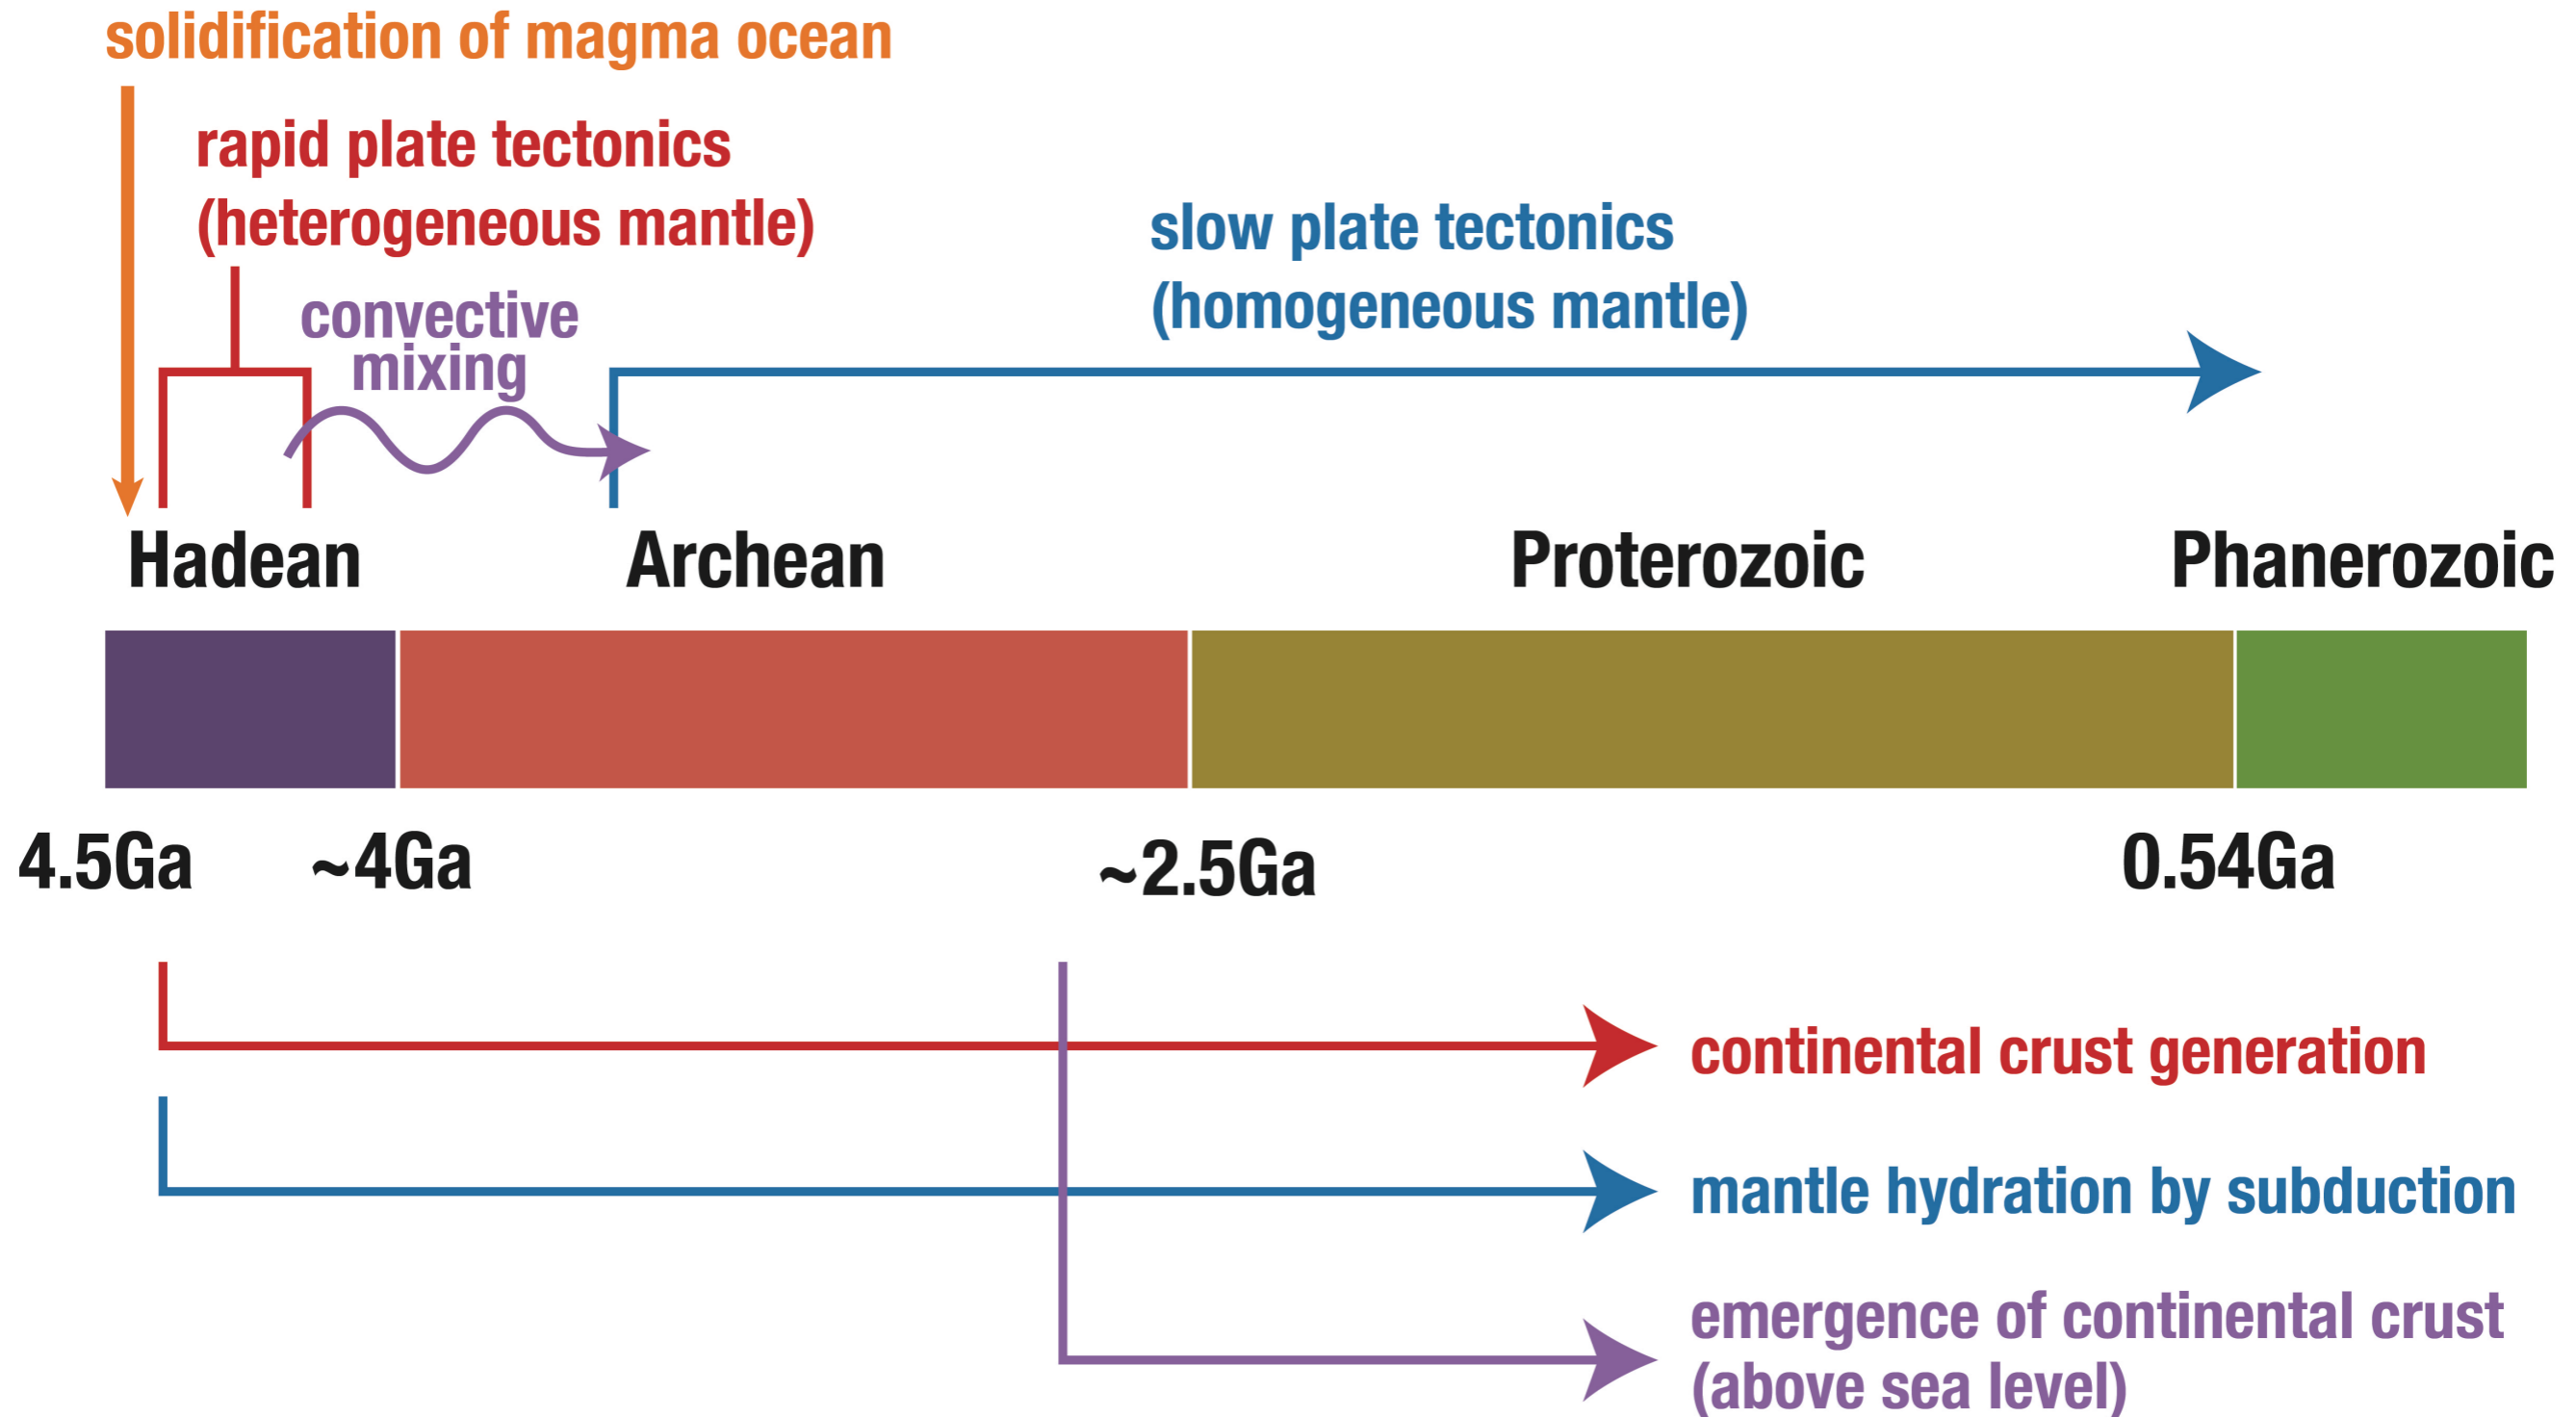 solidification of magma ocean
rapid plate tectonics
(heterogeneous mantle)
convective
mixing
slow plate tectonics
(homogeneous mantle)
Hadean
Archean
Proterozoic
Phanerozoic
4.5Ga
~4Ga
~2.5Ga
0.54Ga
continental crust generation
mantle hydration by subduction
emergence of continental crust
(above sea level)